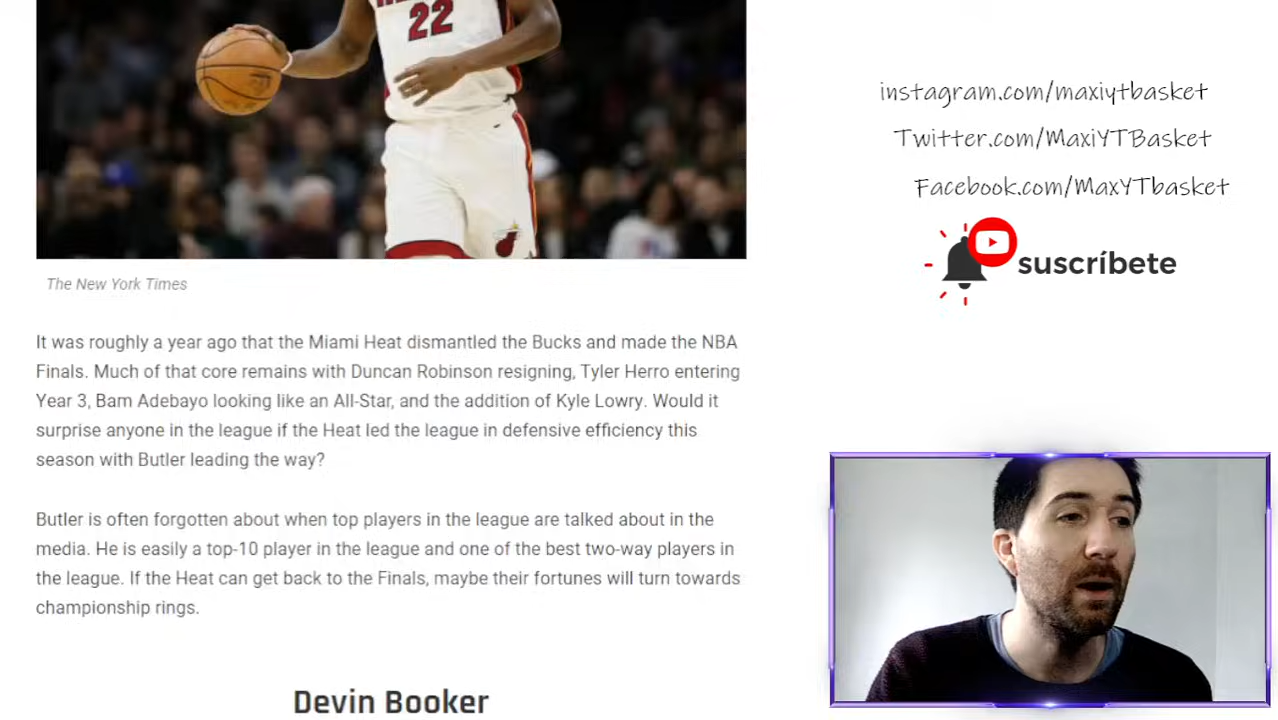 22
The New York Times
It was roughly a year ago that the Miami Heat dismantled the Bucks and made the NBA
Finals. Much of that core remains with Duncan Robinson resigning, Tyler Herro entering
Year 3, Bam Adebayo looking like an All-Star, and the addition of Kyle Lowry. Would it
surprise anyone in the league if the Heat led the league in defensive efficiency this
season with Butler leading the way?
Butler is often forgotten about when top players in the league are talked about in the
media. He is easily a top-10 player in the league and one of the best two-way players in
the league. If the Heat can get back to the Finals, maybe their fortunes will turn towards
championship rings.
Devin Booker
instagram.com/maxiytbasket
Twitter.com/MaxiYTBasket
Facebook.com/MaxYTbasket
suscríbete